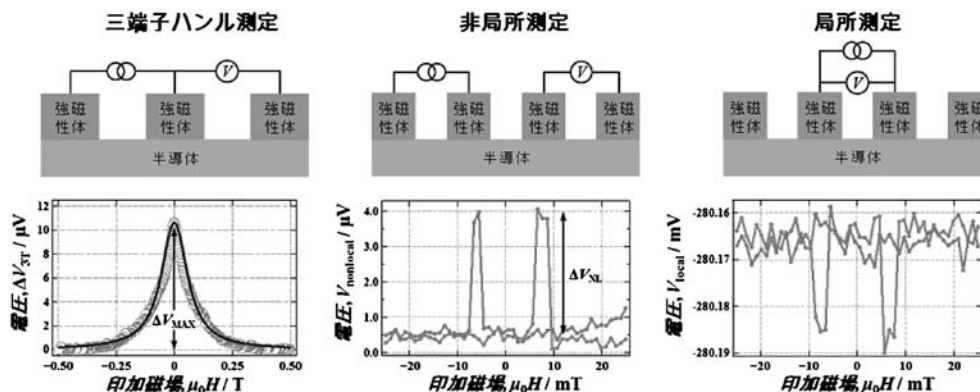 三端子ハンル測定
非局所測定
局所測定
V
V
V
強磁
性体
強磁
性体
強磁
性体
半導体
強磁
性体
強磁
性体
強磁
性体
強磁
性体
半導体
強磁
性体
強磁
性体
強磁
性体
強磁
性体
半導体
電圧, ΔV3T / μV
12
10
8
6
4
2
0
ΔVMAX
-0.50
-0.25
0
0.25
0.50
印加磁場, μ0H / T
電圧, Vnonlocal / μV
4.0
3.0
2.0
1.0
0.0
ΔVNL
-20
-10
0
10
20
印加磁場, μ0H / mT
電圧, Vlocal / mV
-280.16
-280.17
-280.18
-280.19
-20
-10
0
10
20
印加磁場, μ0H / mT